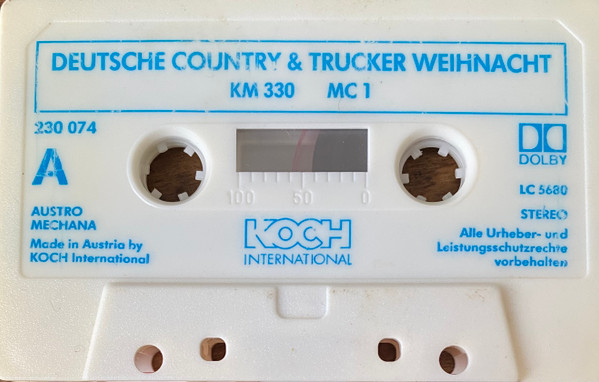 DEUTSCHE COUNTRY & TRUCKER WEIHNACHT
KM 330 MC 1
230 074
A
DOLBY
100 50 0
LC 5680
AUSTRO
MECHANA
STEREO
Made in Austria by
KOCH International
KOCH
INTERNATIONAL
Alle Urheber- und
Leistungsschutzrechte
vorbehalten